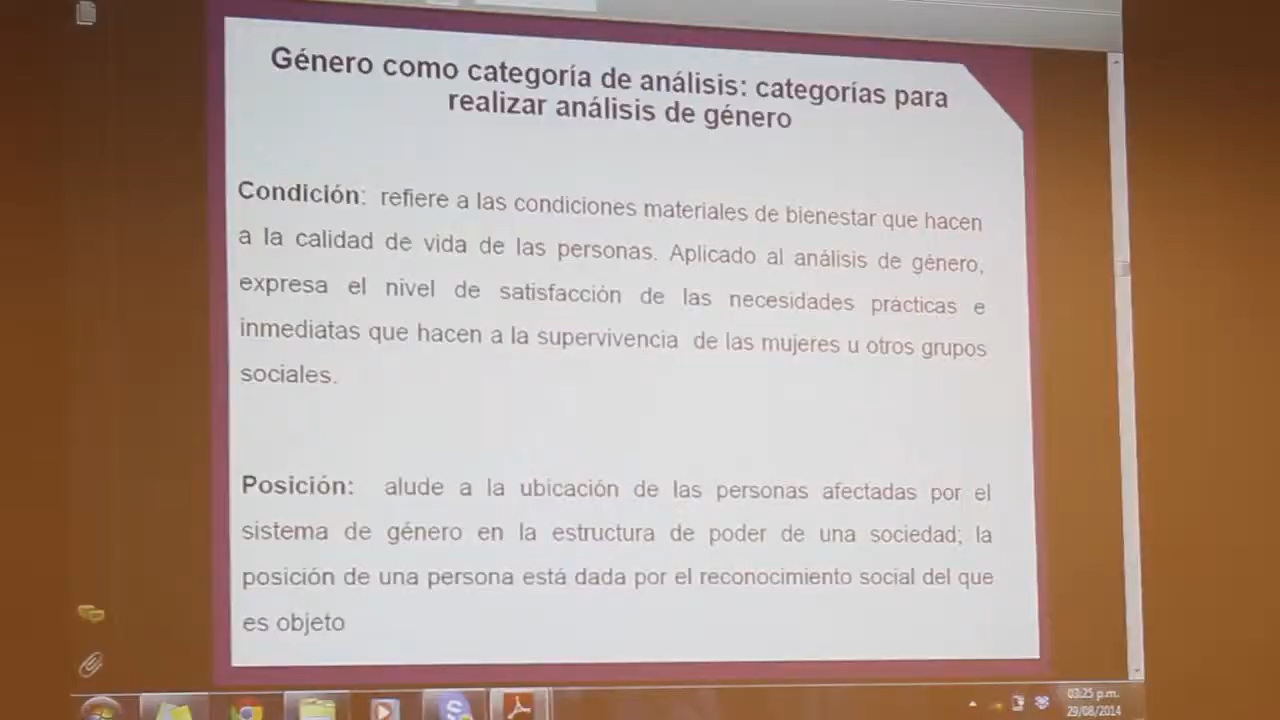 Género como categoría de análisis: categorías para
realizar análisis de género
Condición: refiere a las condiciones materiales de bienestar que hacen
a la calidad de vida de las personas. Aplicado al análisis de género,
expresa el nivel de satisfacción de las necesidades prácticas e
inmediatas que hacen a la supervivencia de las mujeres u otros grupos
sociales.
Posición: alude a la ubicación de las personas afectadas por el
sistema de género en la estructura de poder de una sociedad; la
posición de una persona está dada por el reconocimiento social del que
es objeto
03:25 p.m.
29/08/2014